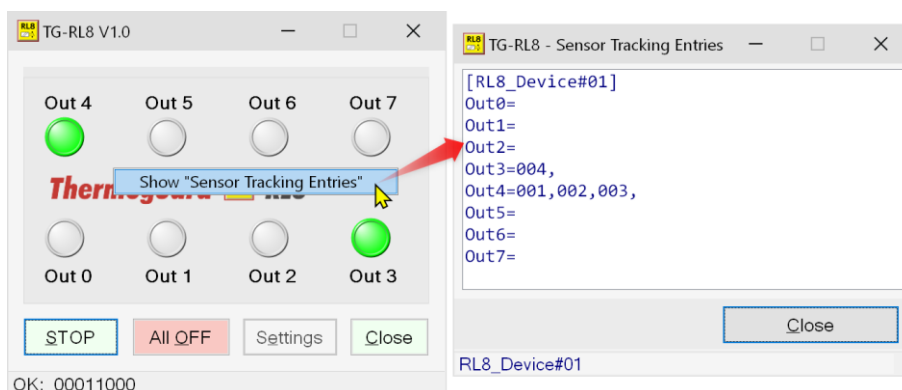 RL8 TG-RL8 V1.0
Out 4 Out 5 Out 6 Out 7
Show "Sensor Tracking Entries"
Out 0 Out 1 Out 2 Out 3
STOP All OFF Settings Close
OK: 00011000
RL8 TG-RL8 - Sensor Tracking Entries
[RL8_Device#01]
Out0=
Out1=
Out2=
Out3=004,
Out4=001,002,003,
Out5=
Out6=
Out7=
Close
RL8_Device#01